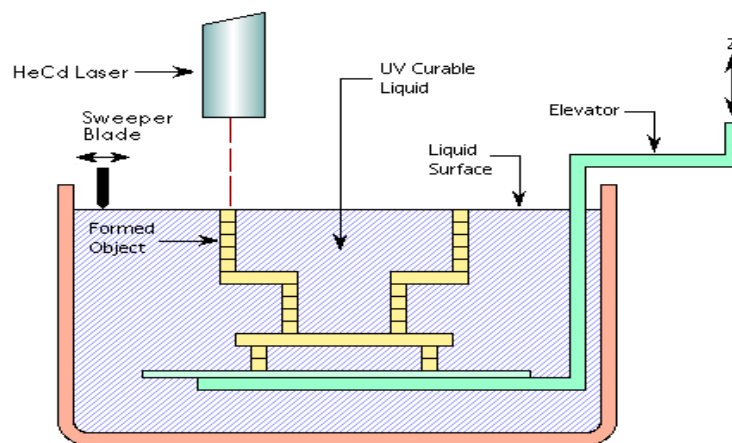 HeCd Laser
UV Curable
Liquid
Z
Sweeper
Blade
Elevator
Liquid
Surface
Formed
Object